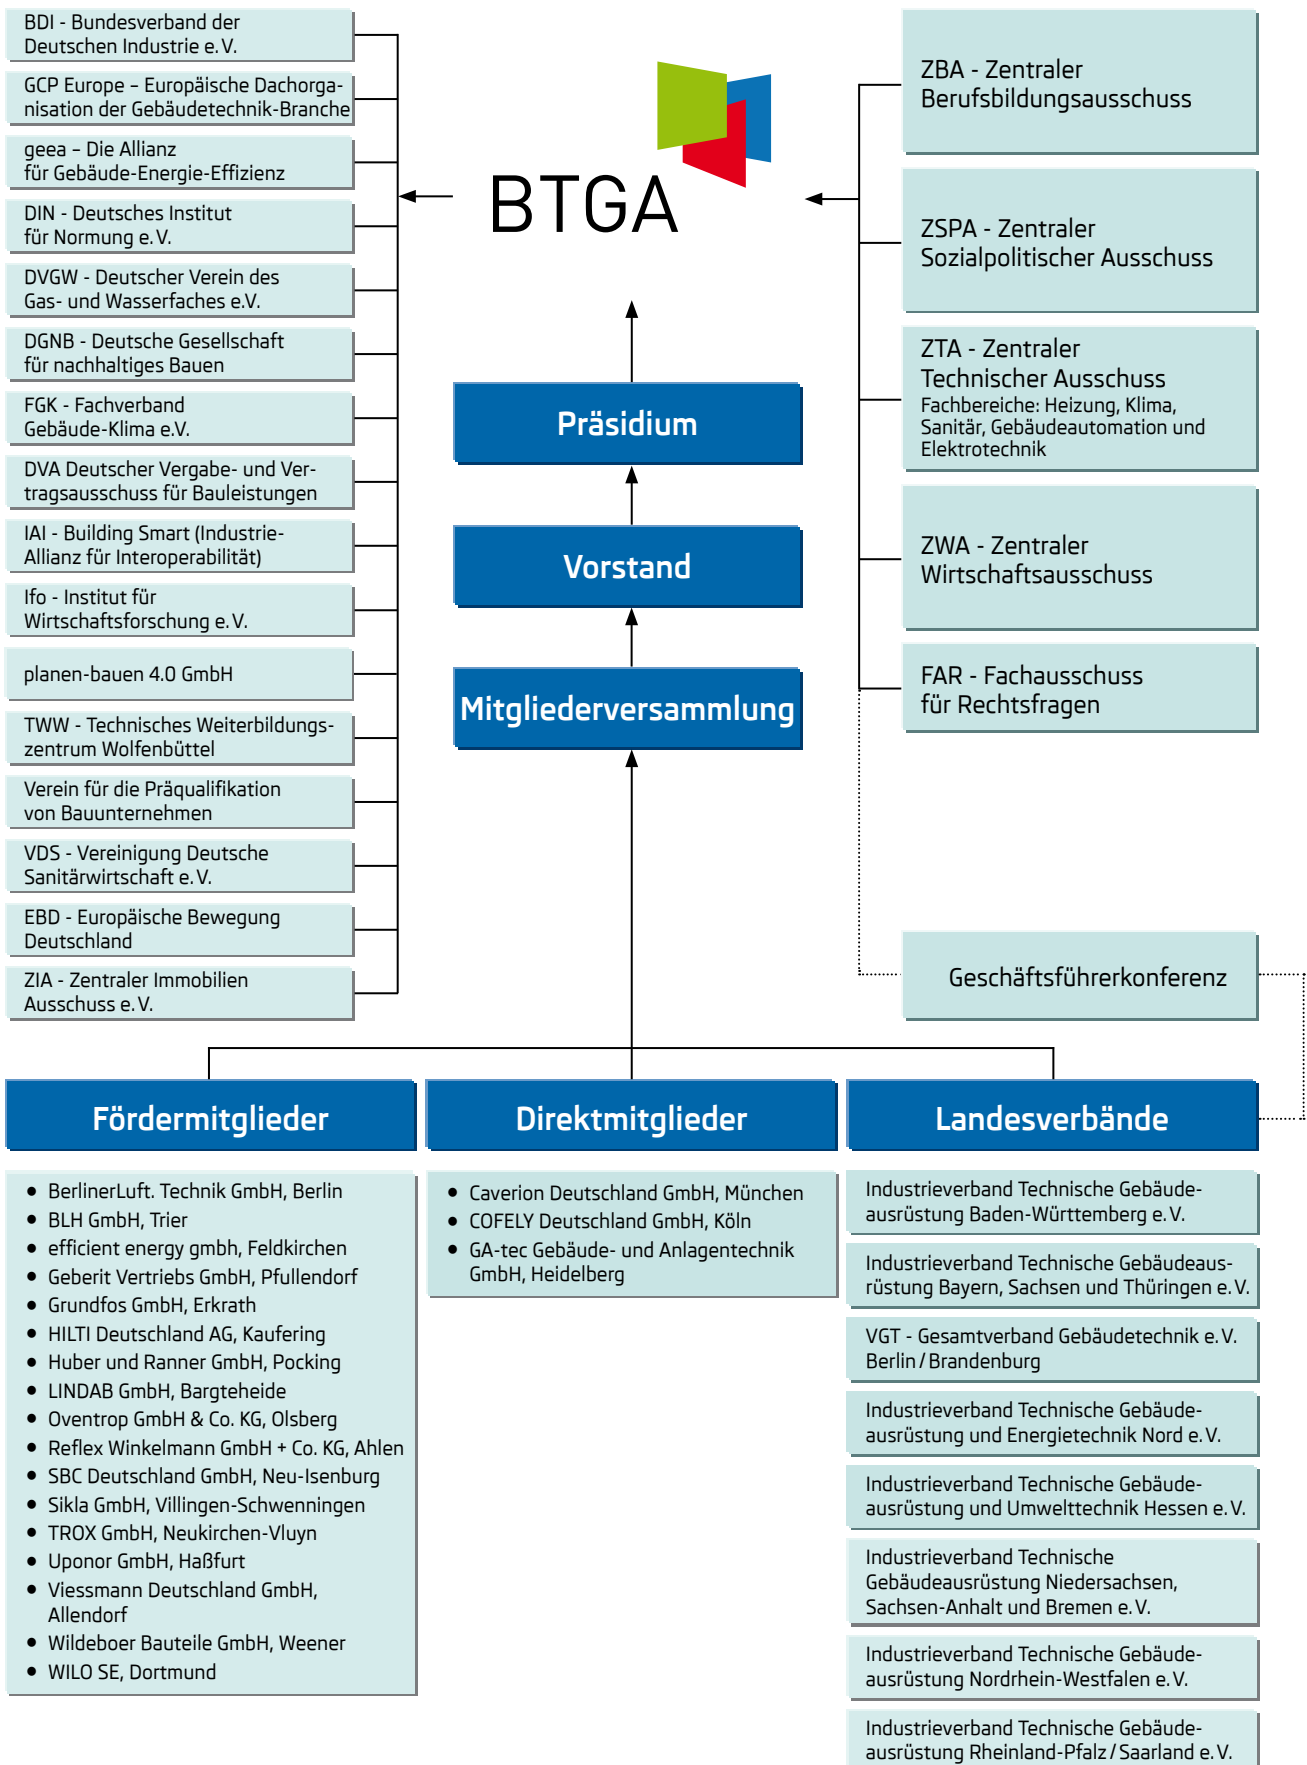 BDI - Bundesverband der
Deutschen Industrie e. V.
GCP Europe – Europäische Dachorga-
nisation der Gebäudetechnik-Branche
geea – Die Allianz
für Gebäude-Energie-Effizienz
DIN - Deutsches Institut
für Normung e. V.
DVGW - Deutscher Verein des
Gas- und Wasserfaches e.V.
DGNB - Deutsche Gesellschaft
für nachhaltiges Bauen
FGK - Fachverband
Gebäude-Klima e.V.
DVA Deutscher Vergabe- und Ver-
tragsausschuss für Bauleistungen
IAI - Building Smart (Industrie-
Allianz für Interoperabilität)
Ifo - Institut für
Wirtschaftsforschung e. V.
planen-bauen 4.0 GmbH
TWW - Technisches Weiterbildungs-
zentrum Wolfenbüttel
Verein für die Präqualifikation
von Bauunternehmen
VDS - Vereinigung Deutsche
Sanitärwirtschaft e. V.
EBD - Europäische Bewegung
Deutschland
ZIA - Zentraler Immobilien
Ausschuss e. V.
BTGA
Präsidium
Vorstand
Mitgliederversammlung
ZBA - Zentraler
Berufsbildungsausschuss
ZSPA - Zentraler
Sozialpolitischer Ausschuss
ZTA - Zentraler
Technischer Ausschuss
Fachbereiche: Heizung, Klima,
Sanitär, Gebäudeautomation und
Elektrotechnik
ZWA - Zentraler
Wirtschaftsausschuss
FAR - Fachausschuss
für Rechtsfragen
Geschäftsführerkonferenz
Fördermitglieder
• BerlinerLuft. Technik GmbH, Berlin
• BLH GmbH, Trier
• efficient energy gmbh, Feldkirchen
• Geberit Vertriebs GmbH, Pfullendorf
• Grundfos GmbH, Erkrath
• HILTI Deutschland AG, Kaufering
• Huber und Ranner GmbH, Pocking
• LINDAB GmbH, Bargteheide
• Oventrop GmbH & Co. KG, Olsberg
• Reflex Winkelmann GmbH + Co. KG, Ahlen
• SBC Deutschland GmbH, Neu-Isenburg
• Sikla GmbH, Villingen-Schwenningen
• TROX GmbH, Neukirchen-Vluyn
• Uponor GmbH, Haßfurt
• Viessmann Deutschland GmbH,
Allendorf
• Wildeboer Bauteile GmbH, Weener
• WILO SE, Dortmund
Direktmitglieder
• Caverion Deutschland GmbH, München
• COFELY Deutschland GmbH, Köln
• GA-tec Gebäude- und Anlagentechnik
GmbH, Heidelberg
Landesverbände
Industrieverband Technische Gebäude-
ausrüstung Baden-Württemberg e. V.
Industrieverband Technische Gebäudeaus-
rüstung Bayern, Sachsen und Thüringen e. V.
VGT - Gesamtverband Gebäudetechnik e. V.
Berlin / Brandenburg
Industrieverband Technische Gebäude-
ausrüstung und Energietechnik Nord e. V.
Industrieverband Technische Gebäude-
ausrüstung und Umwelttechnik Hessen e. V.
Industrieverband Technische
Gebäudeausrüstung Niedersachsen,
Sachsen-Anhalt und Bremen e. V.
Industrieverband Technische Gebäude-
ausrüstung Nordrhein-Westfalen e. V.
Industrieverband Technische Gebäude-
ausrüstung Rheinland-Pfalz / Saarland e. V.